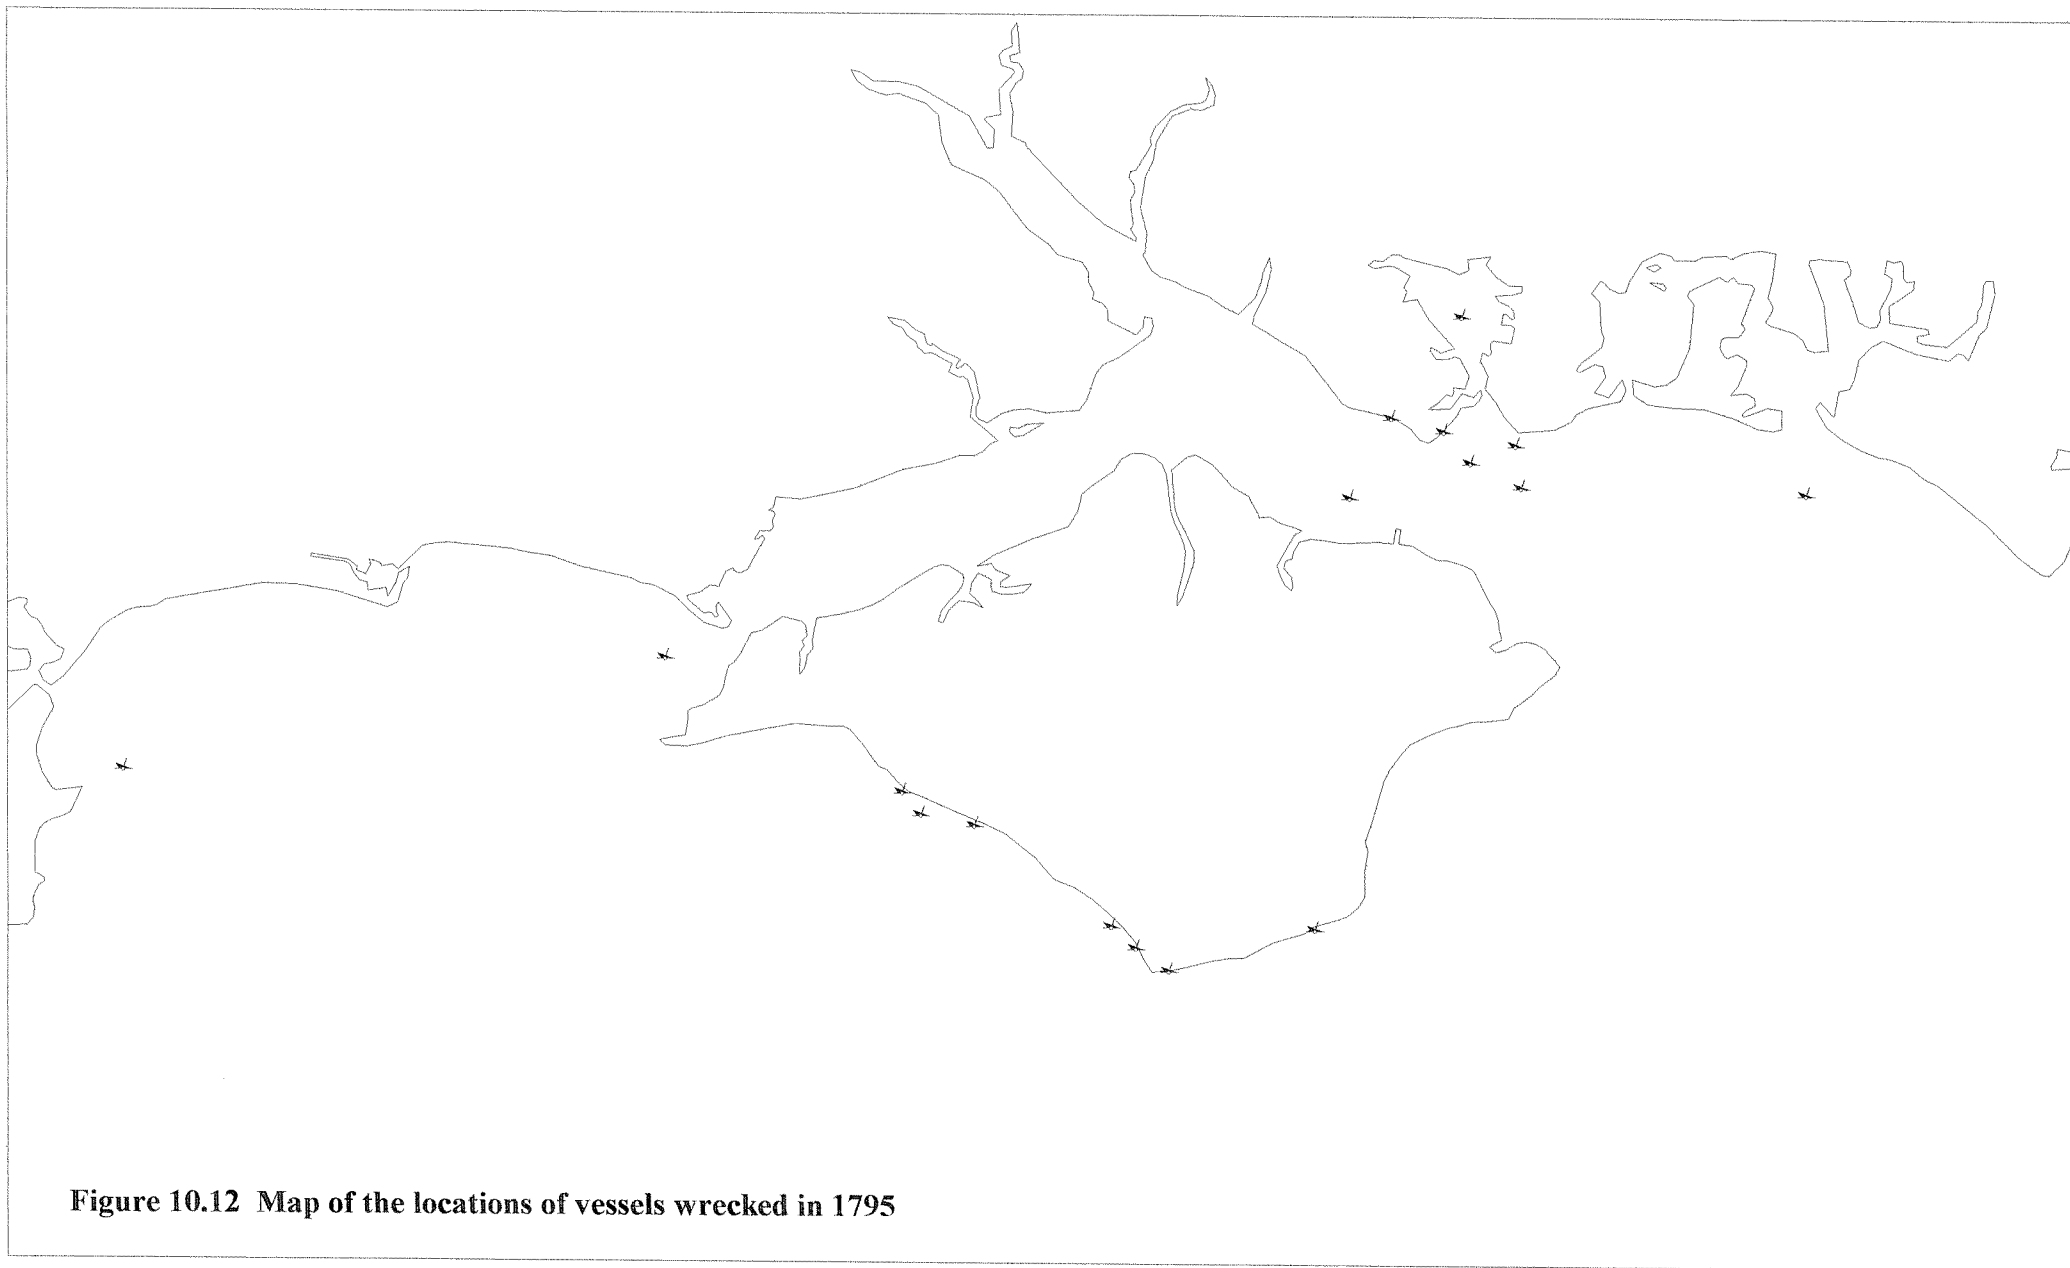 Figure 10.12 Map of the locations of vessels wrecked in 1795